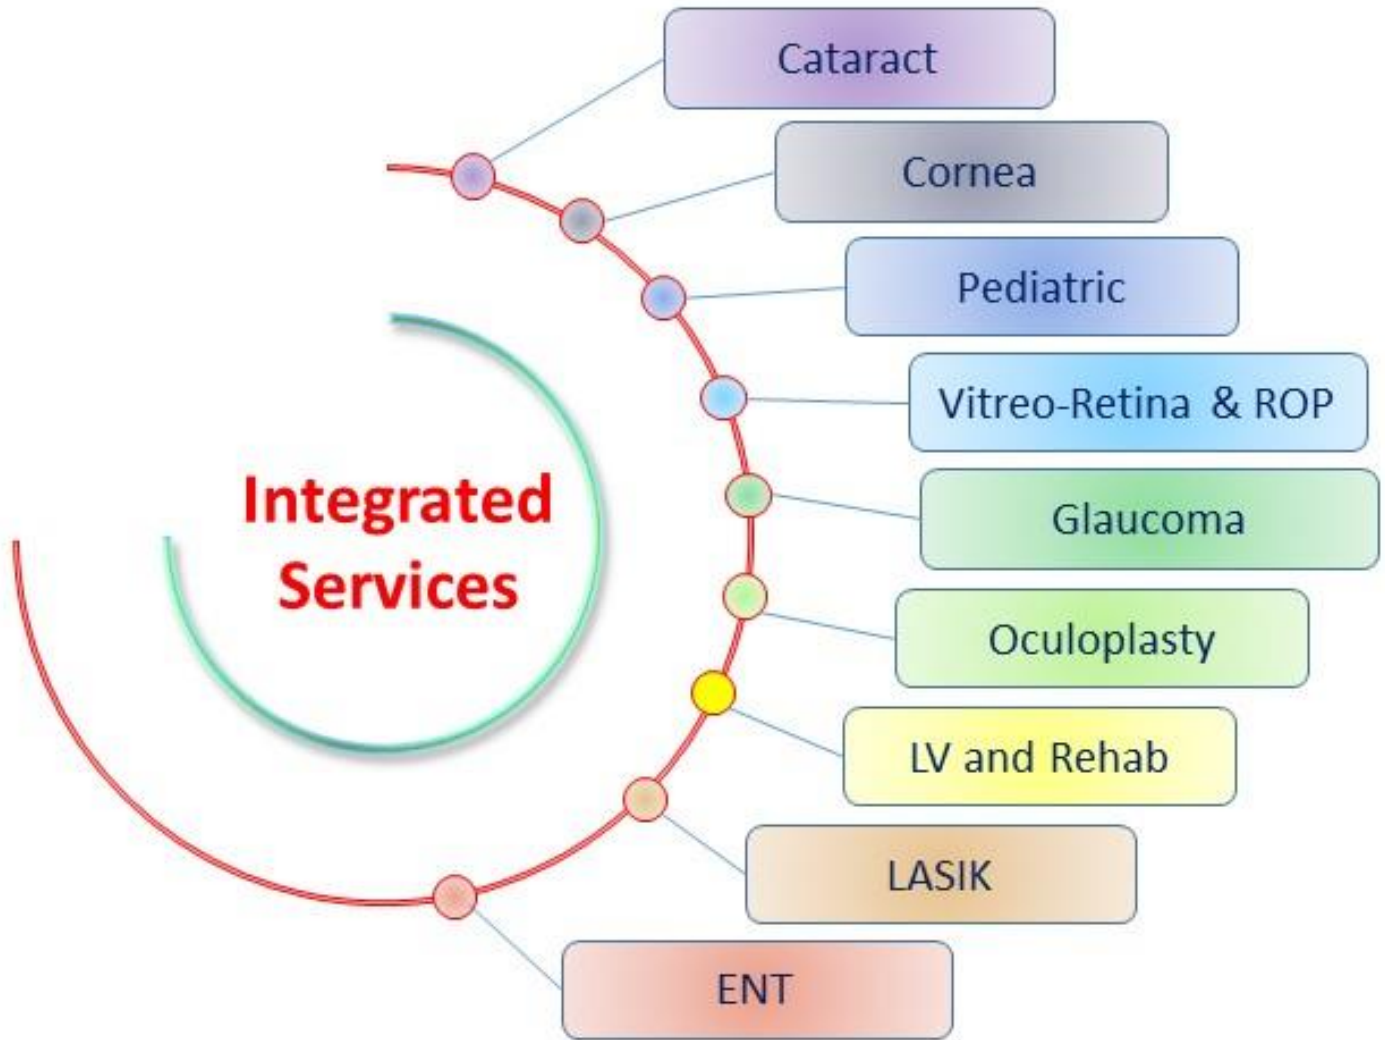 Cataract
Cornea
Pediatric
Vitreo-Retina & ROP
Integrated
Services
Glaucoma
Oculoplasty
LV and Rehab
LASIK
ENT